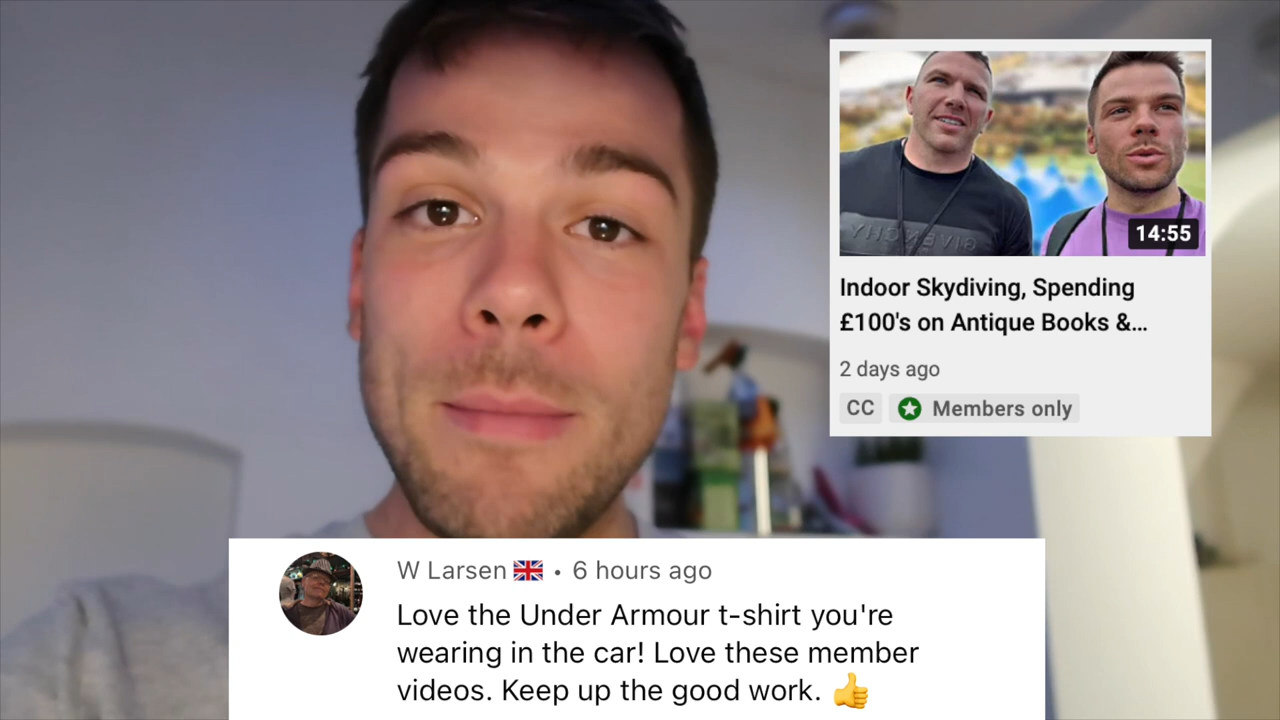 GIVENCHY
14:55
Indoor Skydiving, Spending
£100's on Antique Books &...
2 days ago
CC Members only
W Larsen 🇬🇧 • 6 hours ago
Love the Under Armour t-shirt you're
wearing in the car! Love these member
videos. Keep up the good work. 👍